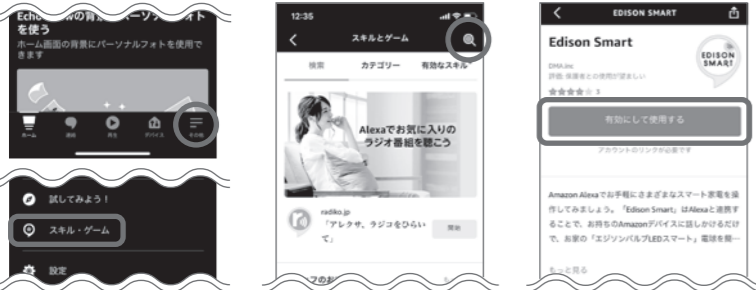 Echo Showの背景にパーソナルフォト
を使う
ホーム画面の背景にパーソナルフォトを使用で
きます
ホーム
連絡
再生
デバイス
その他
試してみよう！
スキル・ゲーム
設定
12:35
スキルとゲーム
検索
カテゴリー
有効なスキル
Alexaでお気に入りの
ラジオ番組を聴こう
radiko.jp
「アレクサ、ラジコをひらい
て」
開始
EDISON SMART
Edison Smart
EDISON
SMART
DMA.inc
評価: 保護者との使用が望ましい
3
有効にして使用する
アカウントのリンクが必要です
Amazon Alexaでお手軽にさまざまなスマート家電を操
作してみましょう。「Edison Smart」はAlexaと連携す
ることで、お持ちのAmazonデバイスに話しかけるだけ
で、お家の「エジソンバルブLEDスマート」電球を開…
もっと見る